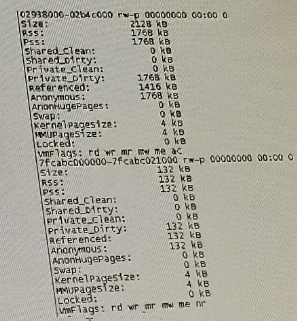 02938000-02b4c000 rw-p 00000000 00:00 0
Size: 2128 kB
Rss: 1768 kB
Pss: 1768 kB
Shared_Clean: 0 kB
Shared_Dirty: 0 kB
Private_Clean: 0 kB
Private_Dirty: 1768 kB
Referenced: 1416 kB
Anonymous: 1768 kB
AnonHugePages: 0 kB
Swap: 0 kB
KernelPageSize: 4 kB
MMUPageSize: 4 kB
Locked: 0 kB
VmFlags: rd wr mr mw me ac
7fcabc000000-7fcabc021000 rw-p 00000000 00:00 0
Size: 132 kB
Rss: 132 kB
Pss: 132 kB
Shared_Clean: 0 kB
Shared_Dirty: 0 kB
Private_Clean: 0 kB
Private_Dirty: 132 kB
Referenced: 132 kB
Anonymous: 132 kB
AnonHugePages: 0 kB
Swap: 0 kB
KernelPageSize: 4 kB
MMUPageSize: 4 kB
Locked: 0 kB
VmFlags: rd wr mr mw me nr